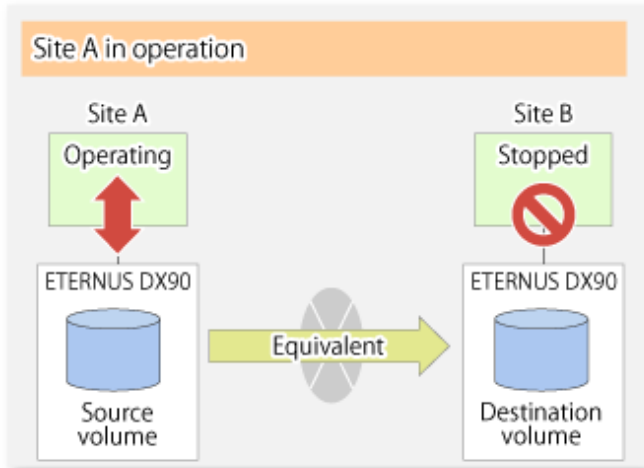 Site A in operation
Site A
Site B
Operating
Stopped
ETERNUS DX90
ETERNUS DX90
Equivalent
Source
volume
Destination
volume